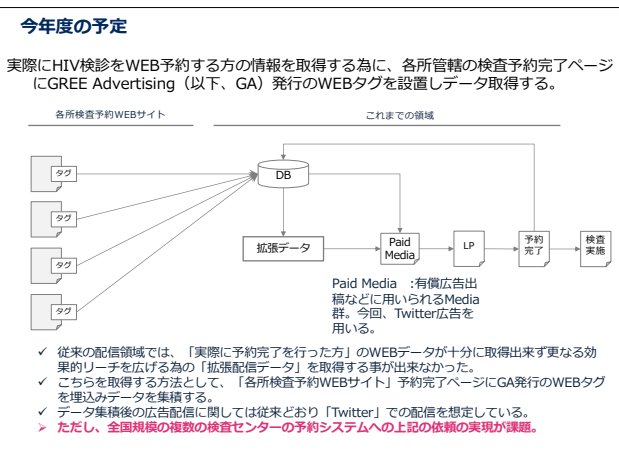 今年度の予定
実際にHIV検診をWEB予約する方の情報を取得する為に、各所管轄の検査予約完了ページ
にGREE Advertising（以下、GA）発行のWEBタグを設置しデータ取得する。
各所検査予約WEBサイト
これまでの領域
タグ
タグ
タグ
タグ
DB
拡張データ
Paid
Media
LP
予約
完了
検査
実施
Paid Media　:有償広告出
稿などに用いられるMedia
群。今回、Twitter広告を
用いる。
✓ 従来の配信領域では、「実際に予約完了を行った方」のWEBデータが十分に取得出来ず更なる効
果的リーチを広げる為の「拡張配信データ」を取得する事が出来なかった。
✓ こちらを取得する方法として、「各所検査予約WEBサイト」予約完了ページにGA発行のWEBタグ
を埋込みデータを集積する。
✓ データ集積後の広告配信に関しては従来どおり「Twitter」での配信を想定している。
➢ ただし、全国規模の複数の検査センターの予約システムへの上記の依頼の実現が課題。